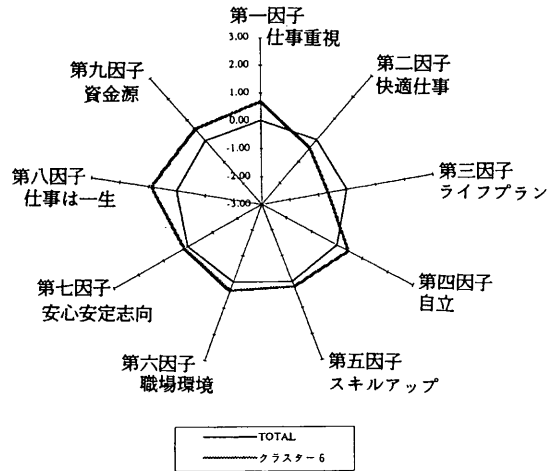 第一因子
仕事重視
3.00
2.00
1.00
0.00
-1.00
-2.00
-3.00
第二因子
快適仕事
第三因子
ライフプラン
第四因子
自立
第五因子
スキルアップ
第六因子
職場環境
第七因子
安心安定志向
第八因子
仕事は一生
第九因子
資金源
TOTAL
クラスター6